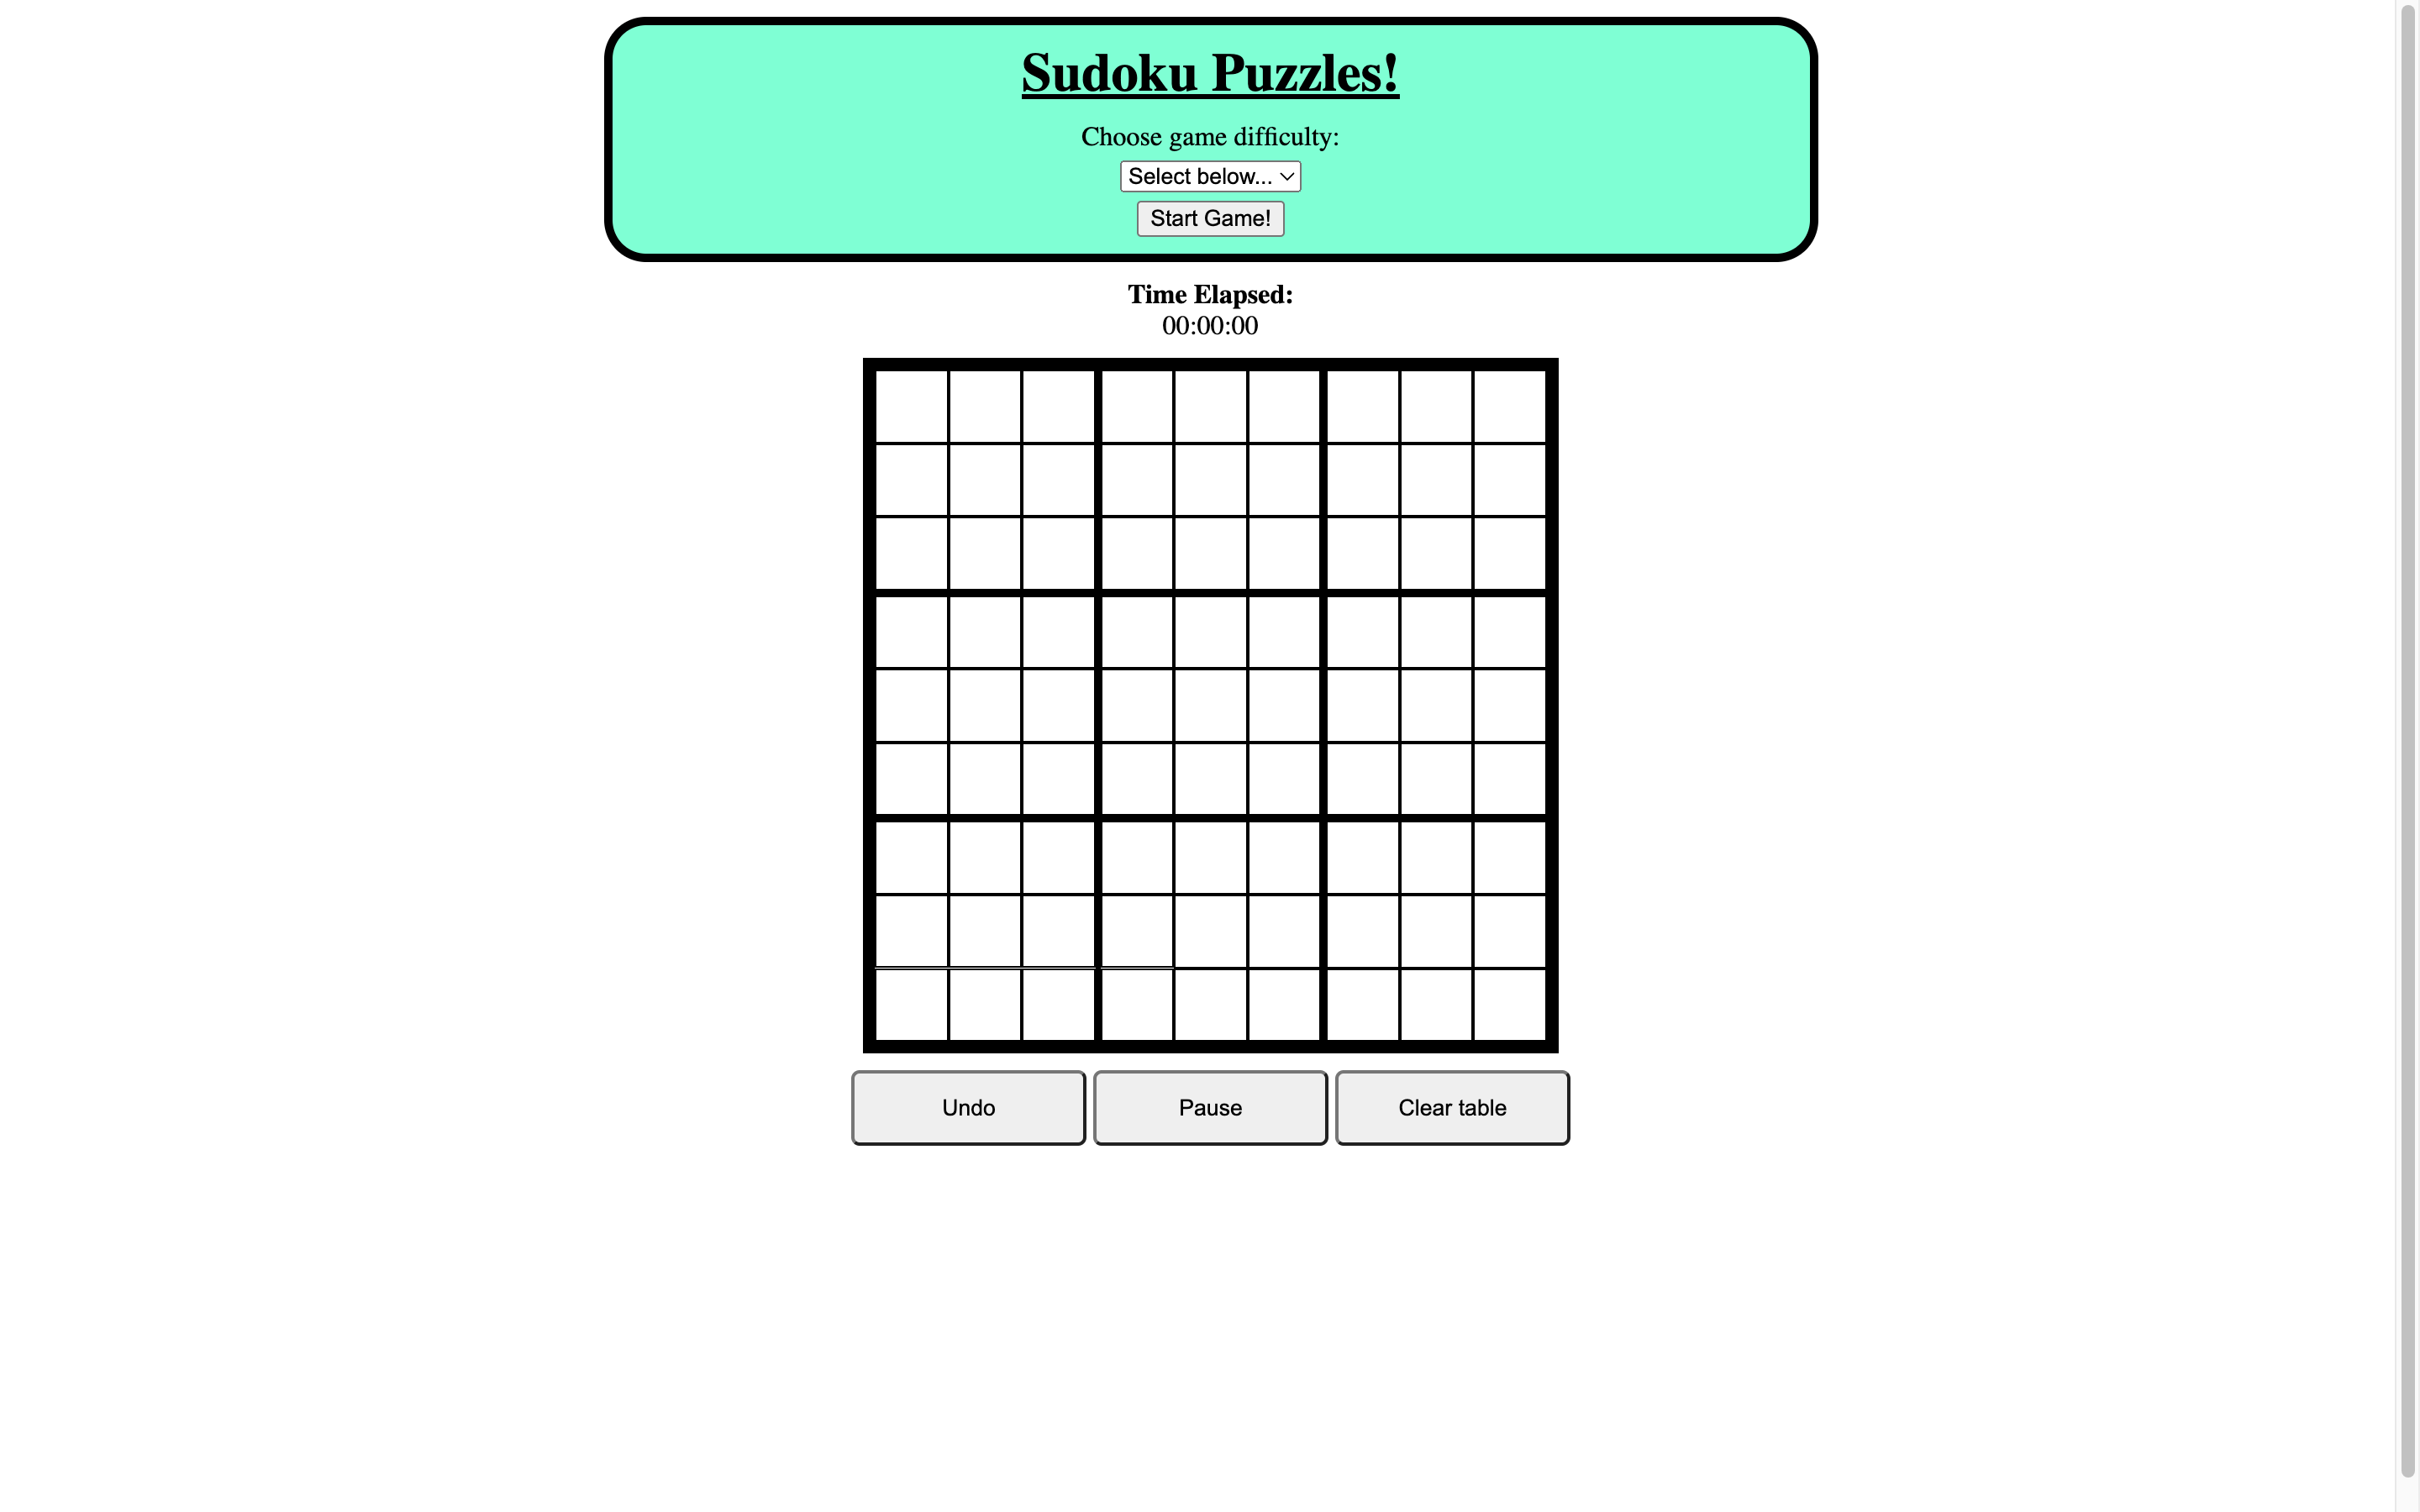 Sudoku Puzzles!
Choose game difficulty:
Select below...
Start Game!
Time Elapsed:
00:00:00
Undo
Pause
Clear table